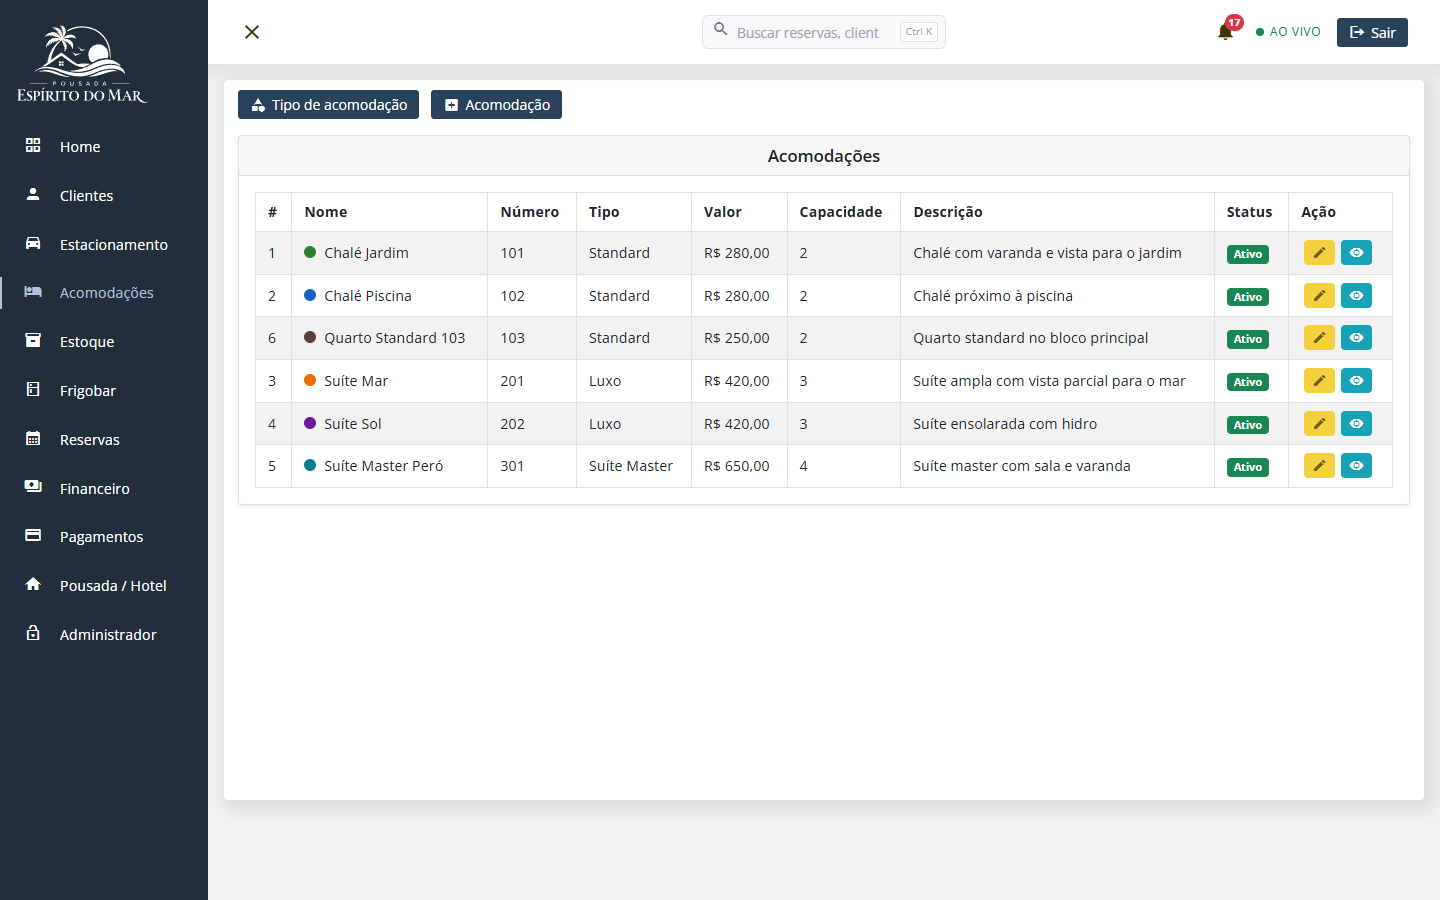 POUSADA
ESPÍRITO DO MAR
Home
Clientes
Estacionamento
Acomodações
Estoque
Frigobar
Reservas
Financeiro
Pagamentos
Pousada / Hotel
Administrador
Buscar reservas, client Ctrl K
17
AO VIVO
Sair
Tipo de acomodação Acomodação
Acomodações
# Nome Número Tipo Valor Capacidade Descrição Status Ação
1 Chalé Jardim 101 Standard R$ 280,00 2 Chalé com varanda e vista para o jardim Ativo
2 Chalé Piscina 102 Standard R$ 280,00 2 Chalé próximo à piscina Ativo
6 Quarto Standard 103 103 Standard R$ 250,00 2 Quarto standard no bloco principal Ativo
3 Suíte Mar 201 Luxo R$ 420,00 3 Suíte ampla com vista parcial para o mar Ativo
4 Suíte Sol 202 Luxo R$ 420,00 3 Suíte ensolarada com hidro Ativo
5 Suíte Master Peró 301 Suíte Master R$ 650,00 4 Suíte master com sala e varanda Ativo